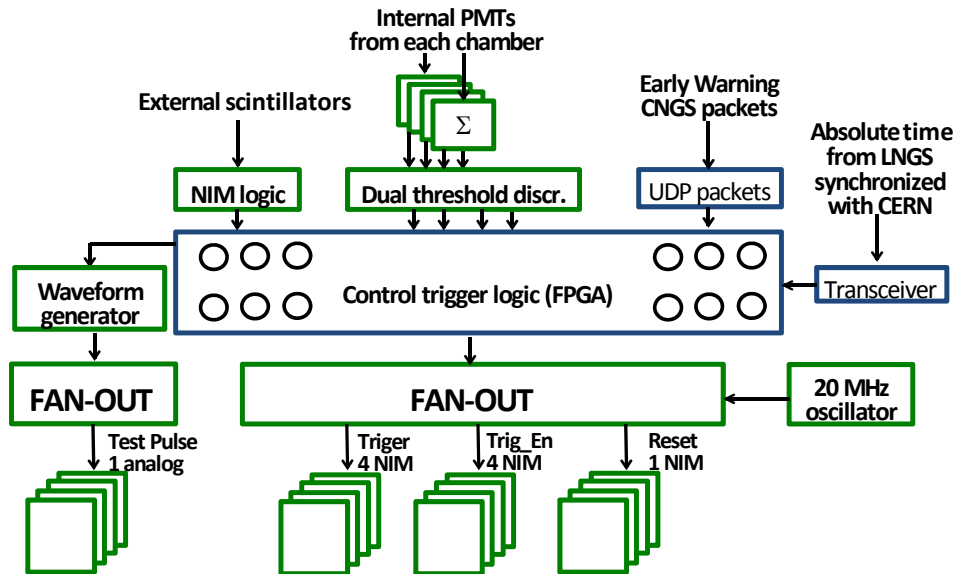 Internal PMTs
from each chamber
External scintillators
Σ
Early Warning
CNGS packets
Absolute time
from LNGS
synchronized
with CERN
NIM logic
Dual threshold discr.
UDP packets
Control trigger logic (FPGA)
Transceiver
Waveform
generator
FAN-OUT
FAN-OUT
20 MHz
oscillator
Test Pulse
1 analog
Triger
4 NIM
Trig_En
4 NIM
Reset
1 NIM